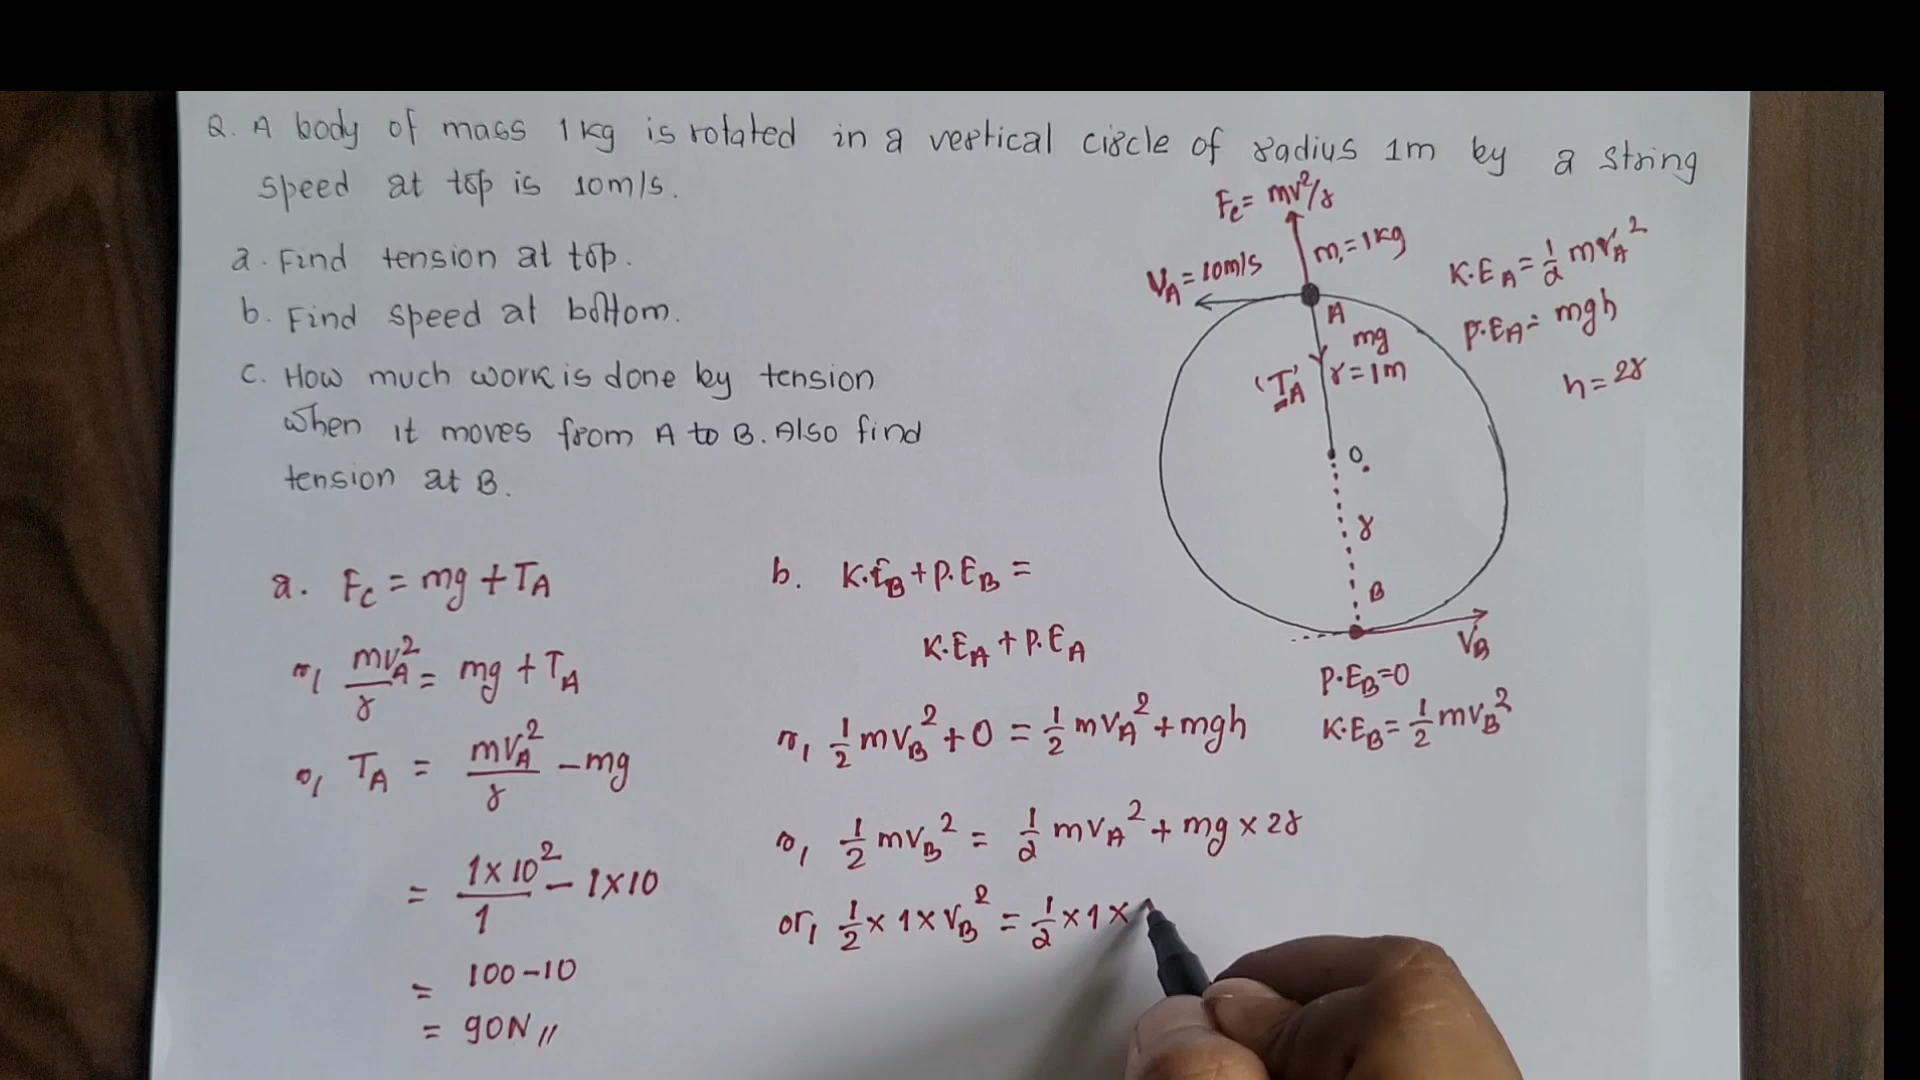 Q. A body of mass 1kg is rotated in a vertical circle of radius 1m by a string
speed at top is 10m/s.
a. Find tension at top.
b. Find speed at bottom.
c. How much work is done by tension
when it moves from A to B. Also find
tension at B.
Fc = mv²/r
m = 1kg
VA = 10m/s
A
mg
TA
r = 1m
O
r
B
VB
P.EB = 0
K.EB = 1/2 mVB²
K.EA = 1/2 mVA²
P.EA = mgh
h = 2r
a. Fc = mg + TA
or, mVA²/r = mg + TA
or, TA = mVA²/r - mg
= 1×10²/1 - 1×10
= 100-10
= 90N //
b. K.EB + P.EB =
K.EA + P.EA
or, 1/2 mVB² + 0 = 1/2 mVA² + mgh
or, 1/2 mVB² = 1/2 mVA² + mg × 2r
or, 1/2 × 1 × VB² = 1/2 × 1 ×